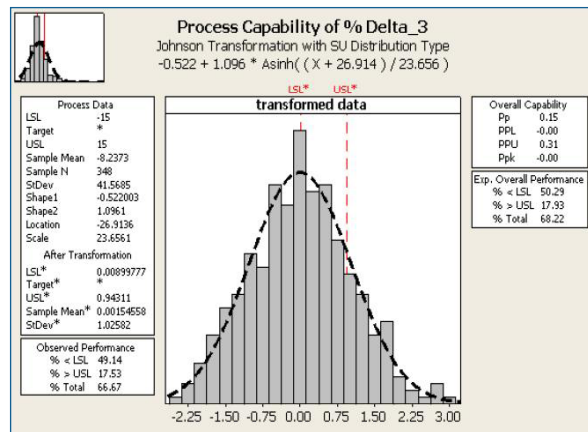 Process Capability of % Delta_3
Johnson Transformation with SU Distribution Type
-0.522 + 1.096 * Asinh( ( X + 26.914 ) / 23.656 )
LSL* USL*
transformed data
Process Data
LSL -15
Target *
USL 15
Sample Mean -8.2373
Sample N 348
StDev 41.5685
Shape1 -0.522003
Shape2 1.0961
Location -26.9136
Scale 23.6561
After Transformation
LSL* 0.00899777
Target* *
USL* 0.94311
Sample Mean* 0.00154558
StDev* 1.02582
Observed Performance
% < LSL 49.14
% > USL 17.53
% Total 66.67
Overall Capability
Pp 0.15
PPL -0.00
PPU 0.31
Ppk -0.00
Exp. Overall Performance
% < LSL 50.29
% > USL 17.93
% Total 68.22
-2.25 -1.50 -0.75 0.00 0.75 1.50 2.25 3.00